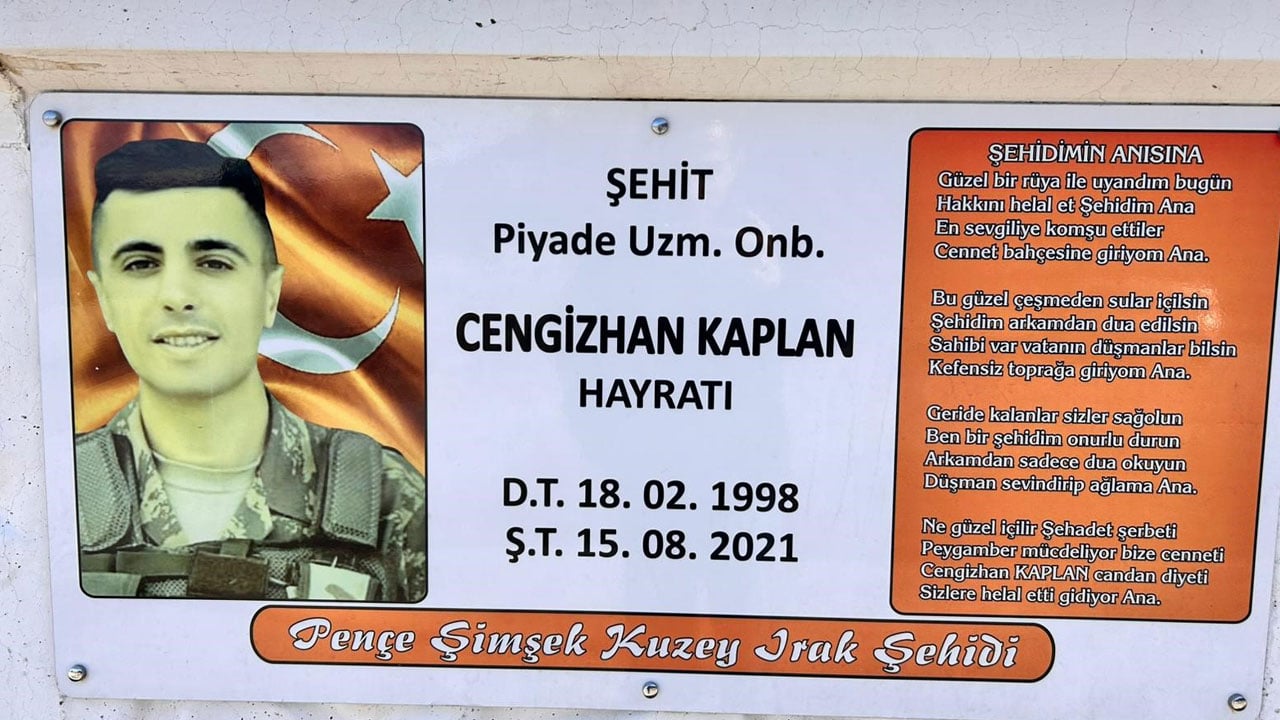 ŞEHİT
Piyade Uzm. Onb.
CENGİZHAN KAPLAN
HAYRATI
D.T. 18. 02. 1998
Ş.T. 15. 08. 2021
ŞEHİDİMİN ANISINA
Güzel bir rüya ile uyandım bugün
Hakkını helal et Şehidim Ana
En sevgiliye komşu ettiler
Cennet bahçesine giriyom Ana.
Bu güzel çeşmeden sular içilsin
Şehidim arkamdan dua edilsin
Sahibi var vatanın düşmanlar bilsin
Kefensiz toprağa giriyom Ana.
Geride kalanlar sizler sağolun
Ben bir şehidim onurlu durun
Arkamdan sadece dua okuyun
Düşman sevindirip ağlama Ana.
Ne güzel içilir Şehadet şerbeti
Peygamber mücdeliyor bize cenneti
Cengizhan KAPLAN candan diyeti
Sizlere helal etti gidiyor Ana.
Pençe Şimşek Kuzey Irak Şehidi